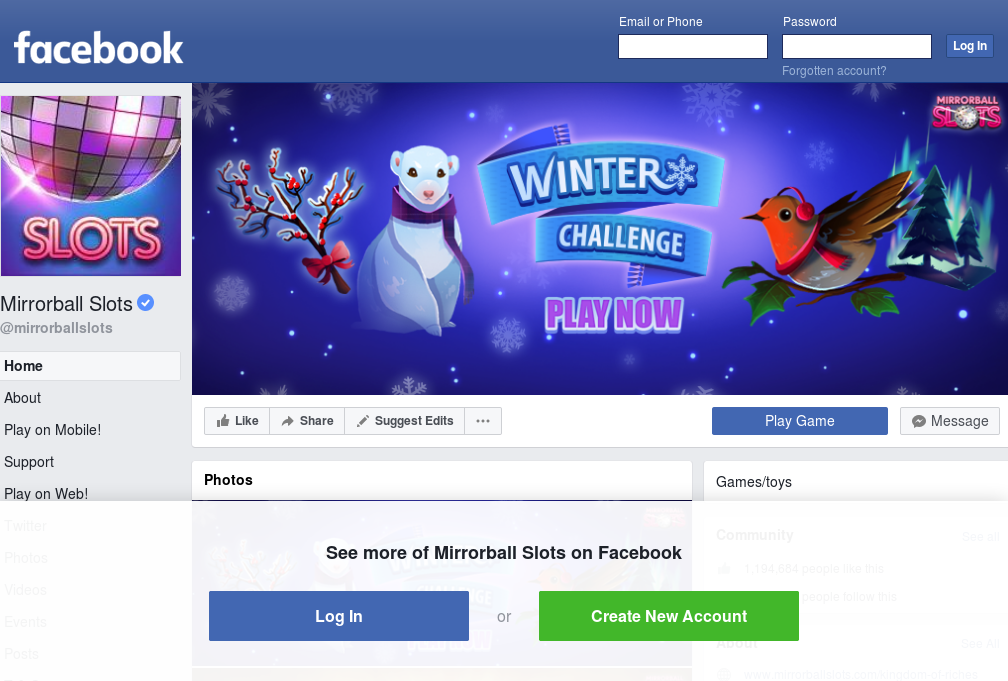 Email or Phone
Password
facebook
Log In
Forgotten account?
MIRRORBALL
SLOTS
WINTER
CHALLENGE
PLAY NOW
SLOTS
Mirrorball Slots
@mirrorballslots
Home
About
Play on Mobile!
Support
Play on Web!
Twitter
Photos
Videos
Events
Posts
Like
Share
Suggest Edits
Play Game
Message
Photos
Games/toys
Community
See all
1,194,664 people like this
people follow this
About
See All
www.mirrorballslots.com/kingdom-of-riches
See more of Mirrorball Slots on Facebook
Log In
or
Create New Account